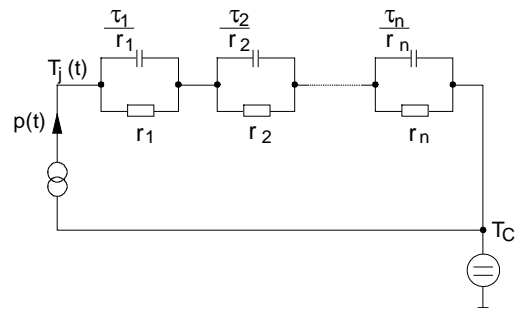 τ1 τ2 τn
r1 r2 rn
Tj (t)
r1 r2 rn
p(t)
TC